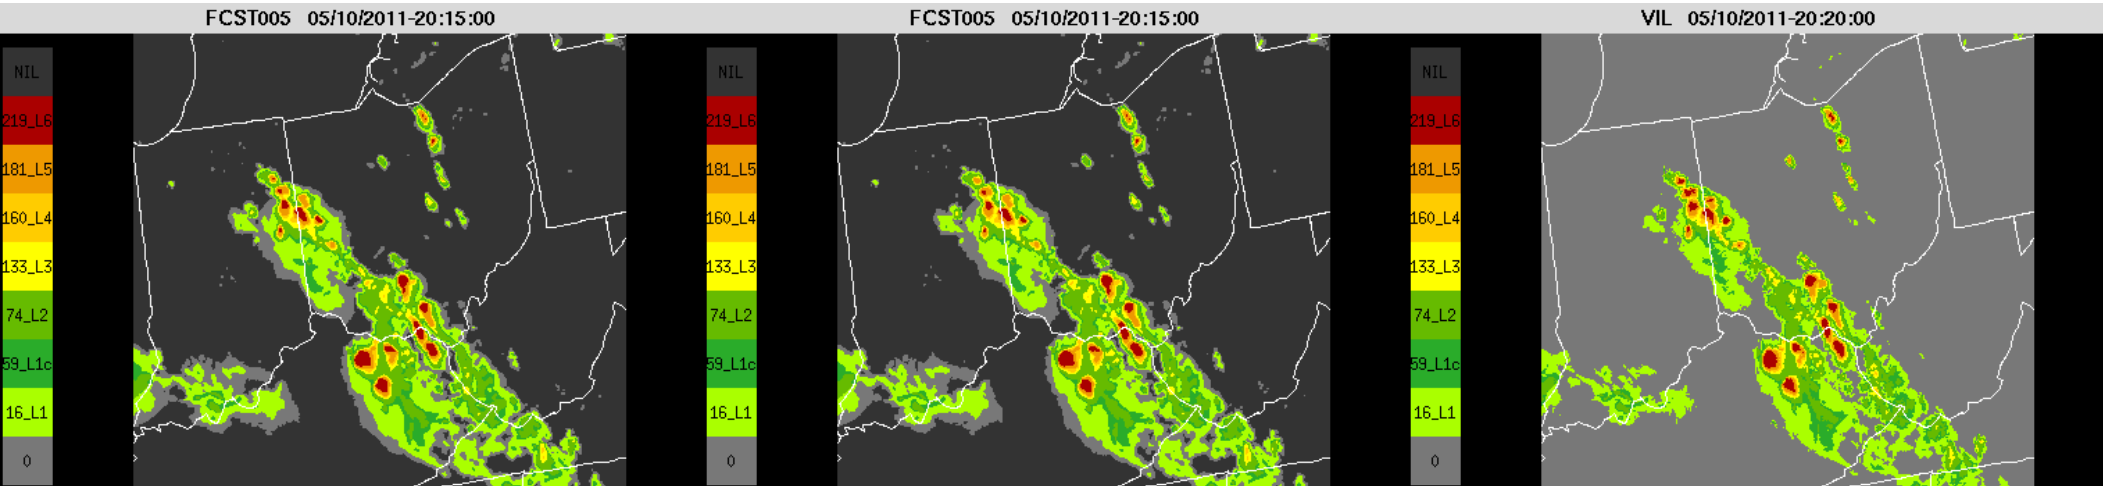 FCST005 05/10/2011-20:15:00
NIL
219_L6
181_L5
160_L4
133_L3
74_L2
59_L1c
16_L1
0
FCST005 05/10/2011-20:15:00
NIL
219_L6
181_L5
160_L4
133_L3
74_L2
59_L1c
16_L1
0
VIL 05/10/2011-20:20:00
NIL
219_L6
181_L5
160_L4
133_L3
74_L2
59_L1c
16_L1
0